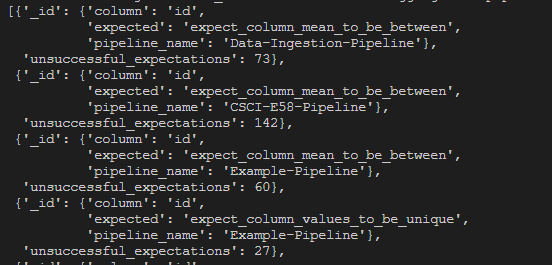 [{'_id': {'column': 'id',
'expected': 'expect_column_mean_to_be_between',
'pipeline_name': 'Data-Ingestion-Pipeline'},
'unsuccessful_expectations': 73},
{'_id': {'column': 'id',
'expected': 'expect_column_mean_to_be_between',
'pipeline_name': 'CSCI-E58-Pipeline'},
'unsuccessful_expectations': 142},
{'_id': {'column': 'id',
'expected': 'expect_column_mean_to_be_between',
'pipeline_name': 'Example-Pipeline'},
'unsuccessful_expectations': 60},
{'_id': {'column': 'id',
'expected': 'expect_column_values_to_be_unique',
'pipeline_name': 'Example-Pipeline'},
'unsuccessful_expectations': 27},